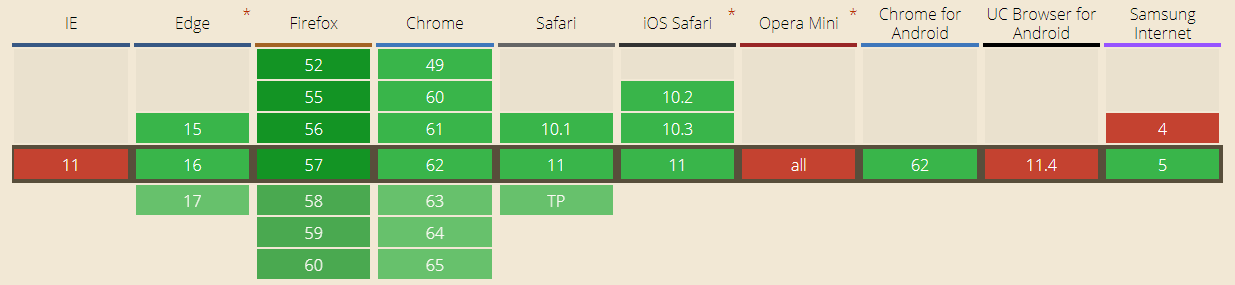 IE Edge * Firefox Chrome Safari iOS Safari * Opera Mini * Chrome for Android UC Browser for Android Samsung Internet
52 49
55 60 10.2
15 56 61 10.1 10.3 4
11 16 57 62 11 11 all 62 11.4 5
17 58 63 TP
59 64
60 65